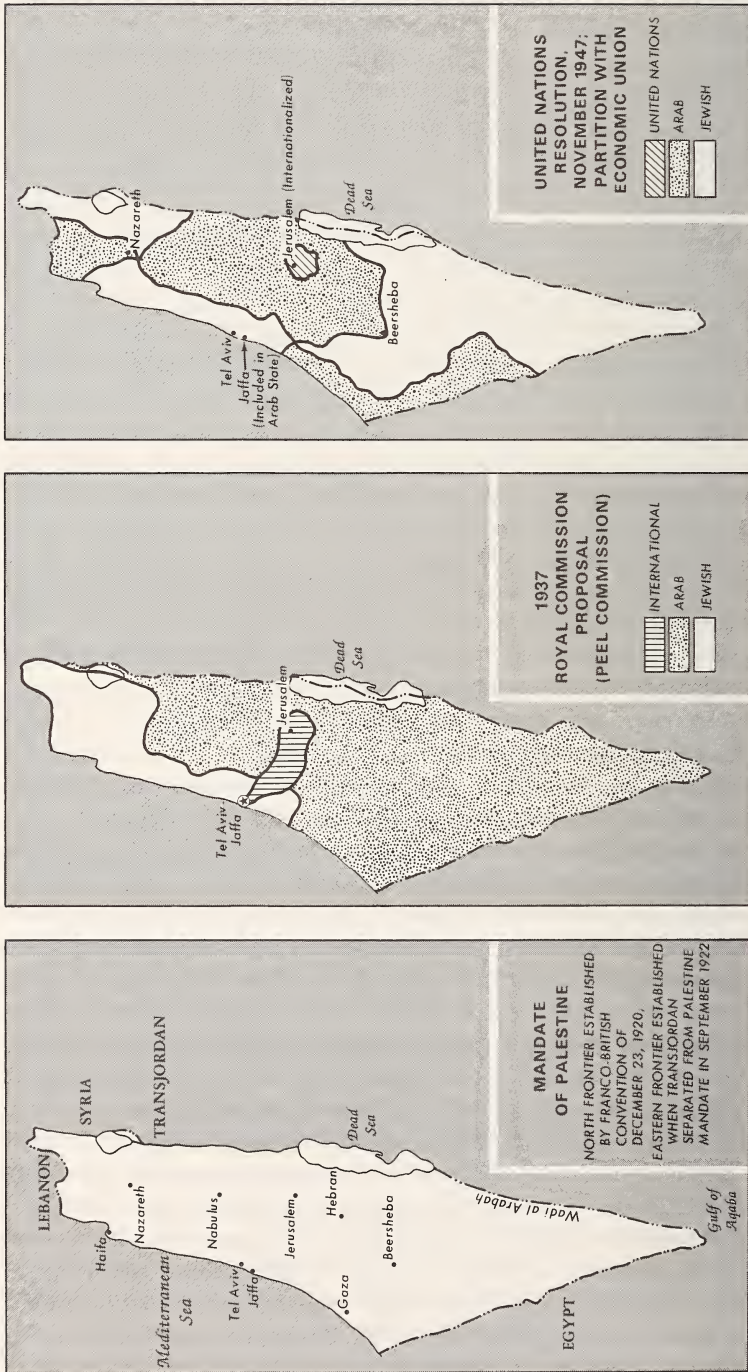 LEBANON
SYRIA
Haifa
Nazareth
TRANSJORDAN
Mediterranean
Sea
Nabulus
Tel Aviv
Jaffa
Jerusalem
Gaza
Hebran
Dead
Sea
Beersheba
Wadi al Arabah
EGYPT
Gulf of
Aqaba
MANDATE
OF PALESTINE
NORTH FRONTIER ESTABLISHED
BY FRANCO-BRITISH
CONVENTION OF
DECEMBER 23, 1920,
EASTERN FRONTIER ESTABLISHED
WHEN TRANSJORDAN
SEPARATED FROM PALESTINE
MANDATE IN SEPTEMBER 1922
Tel Aviv-
Jaffa
Jerusalem
Dead
Sea
1937
ROYAL COMMISSION
PROPOSAL
(PEEL COMMISSION)
INTERNATIONAL
ARAB
JEWISH
Nazareth
Tel Aviv
Jaffa
(Included in
Arab State)
Jerusalem (Internationalized)
Dead
Sea
Beersheba
UNITED NATIONS
RESOLUTION,
NOVEMBER 1947;
PARTITION WITH
ECONOMIC UNION
UNITED NATIONS
ARAB
JEWISH